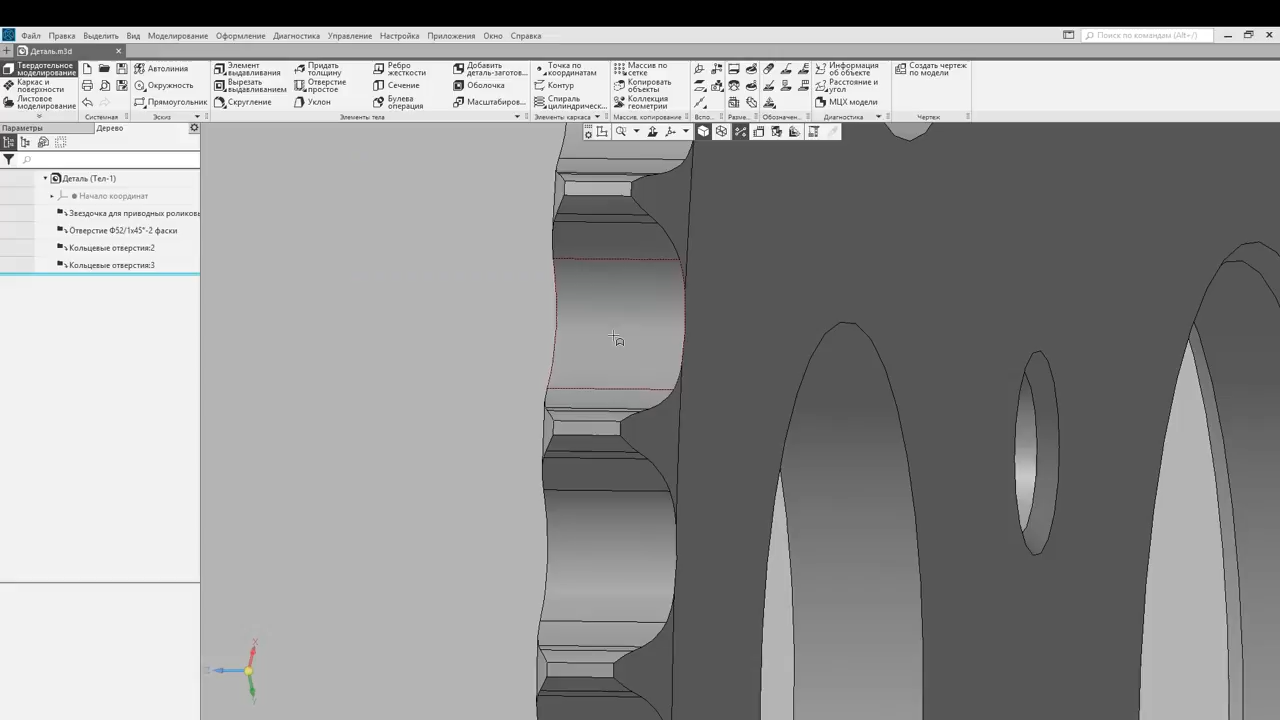 Файл Правка Выделить Вид Моделирование Оформление Диагностика Управление Приложения Окно Справка Поиск по командам (Alt+/)
Деталь.m3d
Твердотельное моделирование
Каркас и поверхности
Листовое моделирование
Системная
Автолиния
Окружность
Прямоугольник
Эскиз
Элемент выдавливания
Вырезать выдавливанием
Скругление
Придать толщину
Отверстие простое
Уклон
Ребро жесткости
Сечение
Булева операция
Добавить деталь-заготов...
Оболочка
Масштабиров...
Элементы тела
Точка по координатам
Контур
Спираль цилиндрическ...
Элементы каркаса
Массив по сетке
Копировать объекты
Коллекция геометрии
Массив, копирование
Вспо...
Разме...
Обозначен...
Информация об объекте
Расстояние и угол
МЦХ модели
Диагностика
Создать чертеж по модели
Чертеж
Параметры
Дерево
Деталь (Тел-1)
Начало координат
Звездочка для приводных роликовы
Отверстие Ф52/1x45°-2 фаски
Кольцевые отверстия:2
Кольцевые отверстия:3
X
Z
Y